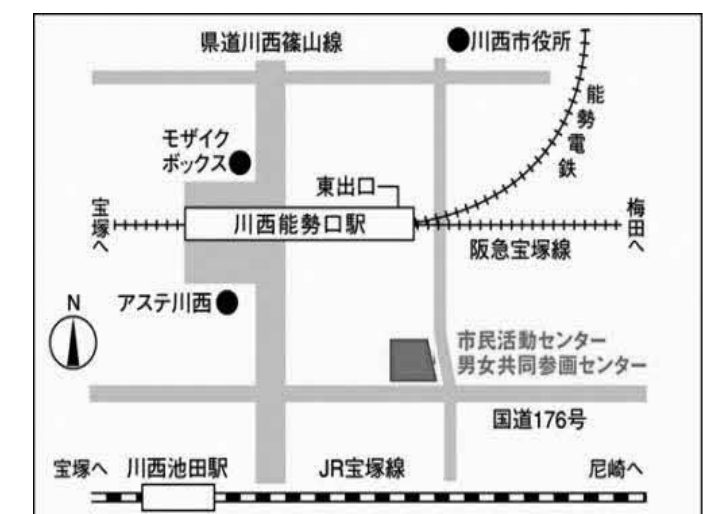 県道川西篠山線
川西市役所
能勢電鉄
モザイク
ボックス
東出口
宝塚へ
川西能勢口駅
梅田へ
阪急宝塚線
N
アステ川西
市民活動センター
男女共同参画センター
国道176号
宝塚へ
川西池田駅
JR宝塚線
尼崎へ